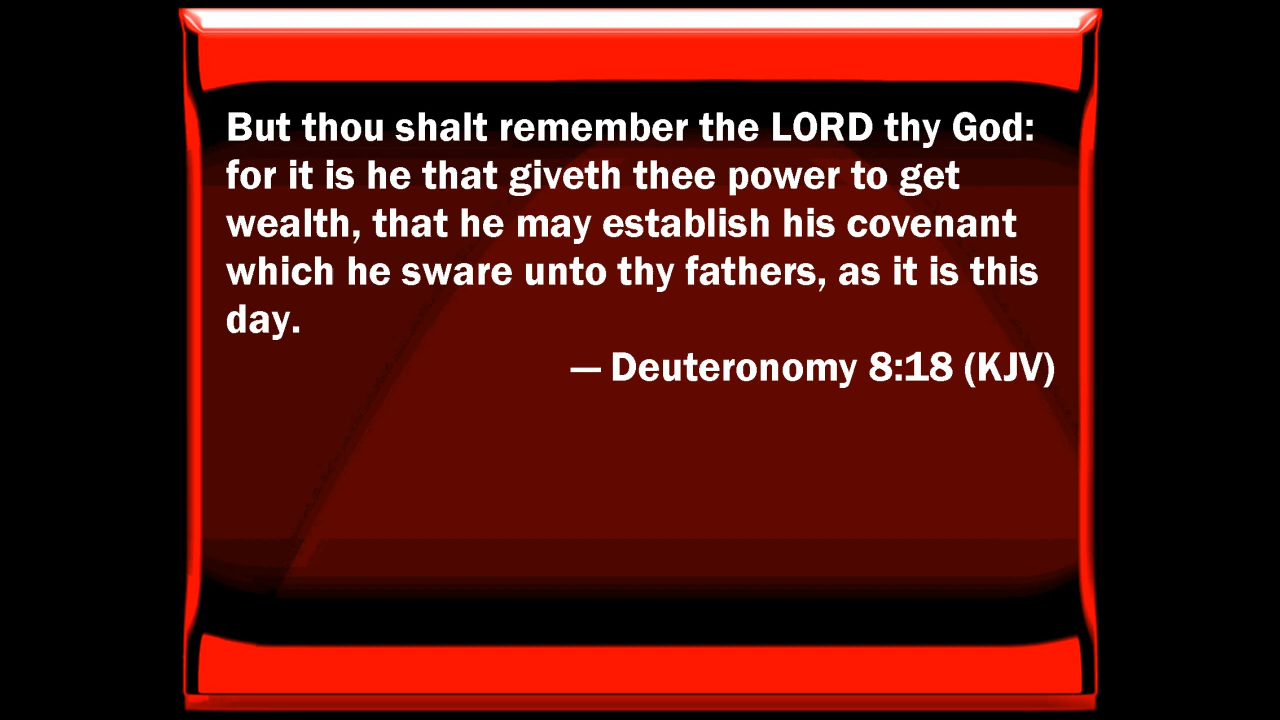 But thou shalt remember the LORD thy God:
for it is he that giveth thee power to get
wealth, that he may establish his covenant
which he sware unto thy fathers, as it is this
day.
— Deuteronomy 8:18 (KJV)